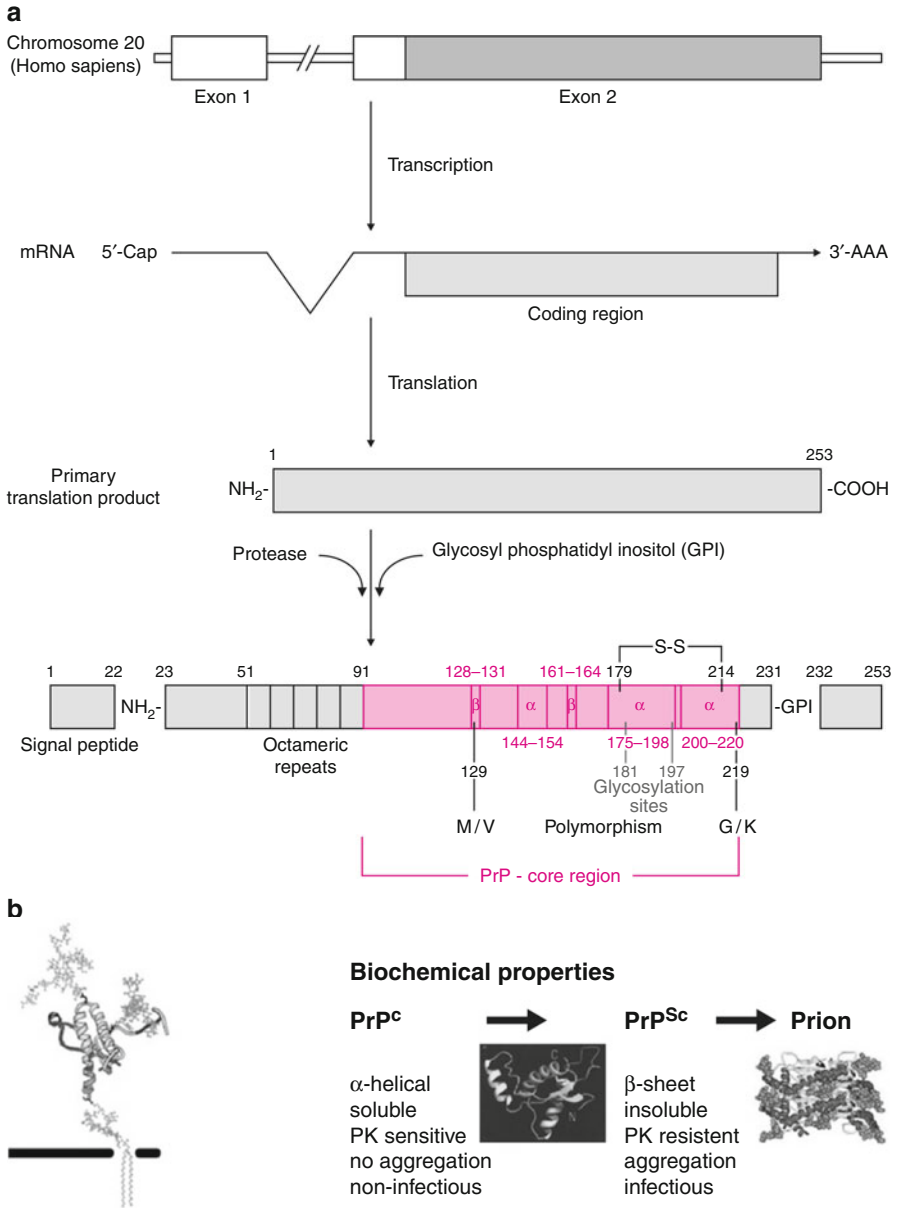 a
Chromosome 20
(Homo sapiens)
Exon 1
Exon 2
Transcription
mRNA 5′-Cap
3′-AAA
Coding region
Translation
1
253
Primary
translation product
NH2-
-COOH
Protease
Glycosyl phosphatidyl inositol (GPI)
S-S
1 22 23 51 91 128–131 161–164 179 214 231 232 253
NH2-
β α β α α
-GPI
Signal peptide
Octameric
repeats
144–154 175–198 200–220
129 181 197 219
Glycosylation
sites
M/V Polymorphism G/K
PrP - core region
b
Biochemical properties
PrPc PrPSc Prion
C
N
α-helical
soluble
PK sensitive
no aggregation
non-infectious
β-sheet
insoluble
PK resistent
aggregation
infectious